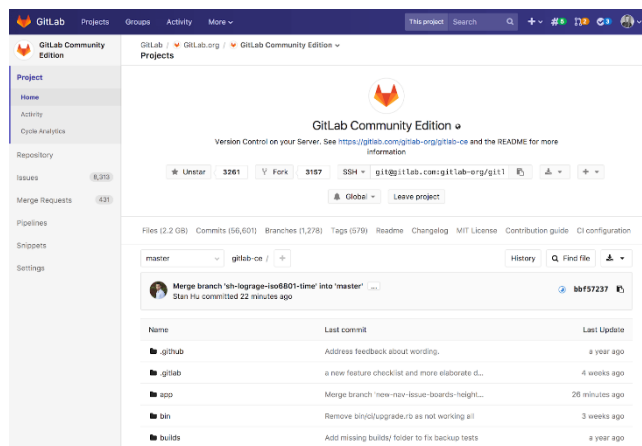 GitLab Projects Groups Activity More This project Search 8 2 3
GitLab Community Edition
GitLab / GitLab.org / GitLab Community Edition
Projects
Project
Home
Activity
Cycle Analytics
Repository
Issues 8,313
Merge Requests 431
Pipelines
Snippets
Settings
GitLab Community Edition
Version Control on your Server. See https://gitlab.com/gitlab-org/gitlab-ce and the README for more
information
Unstar 3261 Fork 3157 SSH git@gitlab.com:gitlab-org/gitl
Global Leave project
Files (2.2 GB) Commits (56,601) Branches (1,278) Tags (579) Readme Changelog MIT License Contribution guide CI configuration
master gitlab-ce / + History Find file
Merge branch 'sh-lograge-iso6801-time' into 'master' ...
Stan Hu committed 22 minutes ago
bbf57237
Name Last commit Last Update
.github Address feedback about wording. a year ago
.gitlab a new feature checklist and more elaborate d... 4 weeks ago
app Merge branch 'new-nav-issue-boards-height... 26 minutes ago
bin Remove bin/ci/upgrade.rb as not working all 3 weeks ago
builds Add missing builds/ folder to fix backup tests a year ago